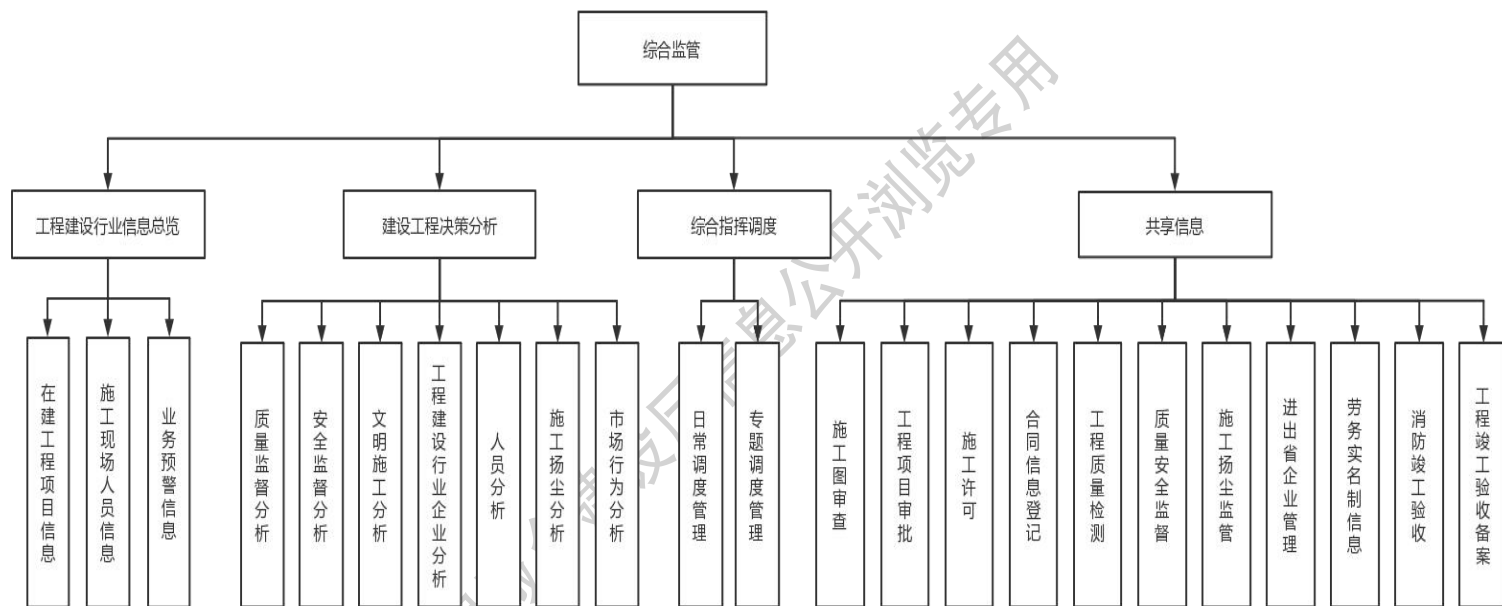 综合监管
工程建设行业信息总览
建设工程决策分析
综合指挥调度
共享信息
在建工程项目信息
施工现场人员信息
业务预警信息
质量监督分析
安全监督分析
文明施工分析
工程建设行业企业分析
人员分析
施工扬尘分析
市场行为分析
日常调度管理
专题调度管理
施工图审查
工程项目审批
施工许可
合同信息登记
工程质量检测
质量安全监督
施工扬尘监管
进出省企业管理
劳务实名制信息
消防竣工验收
工程竣工验收备案
信息公开浏览专用